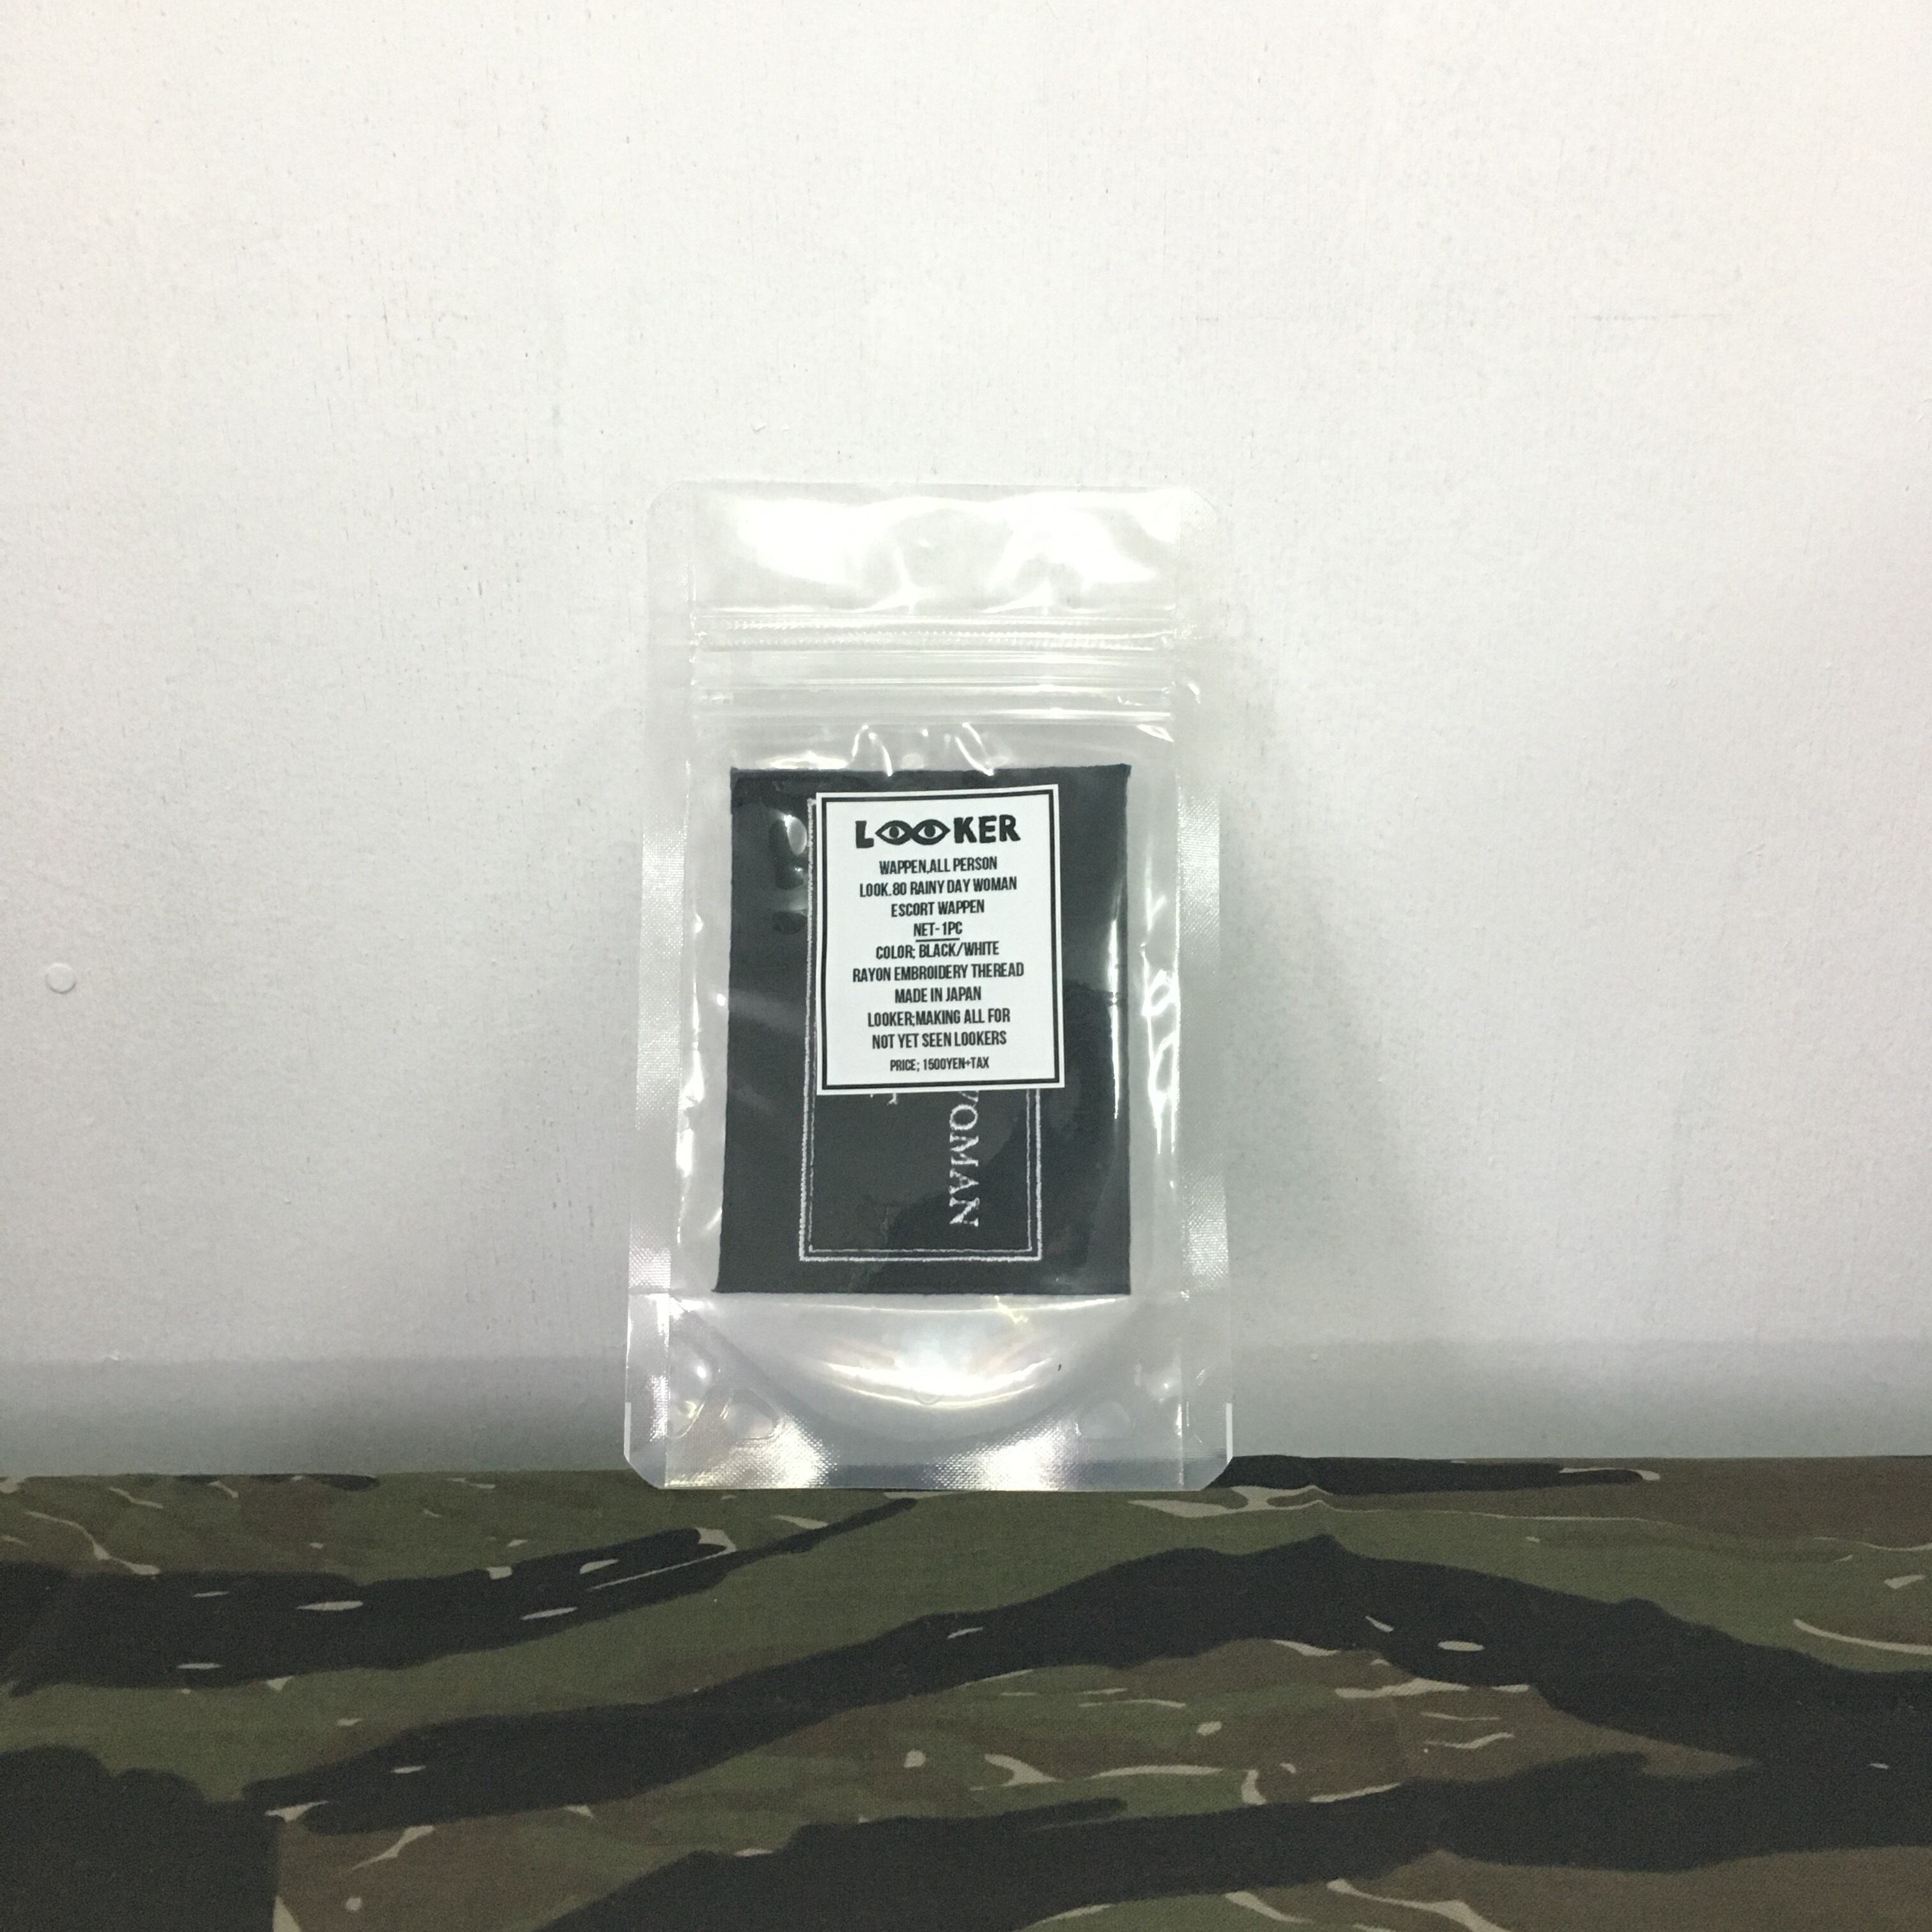 LOOKER
WAPPEN,ALL PERSON
LOOK.80 RAINY DAY WOMAN
ESCORT WAPPEN
NET-1PC
COLOR; BLACK/WHITE
RAYON EMBROIDERY THEREAD
MADE IN JAPAN
LOOKER;MAKING ALL FOR
NOT YET SEEN LOOKERS
PRICE; 1500YEN+TAX
WOMAN